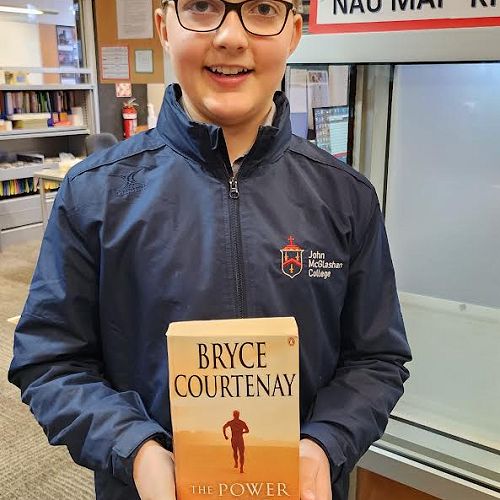 NAU MAI
John
McGlashan
College
BRYCE
COURTENAY
THE POWER